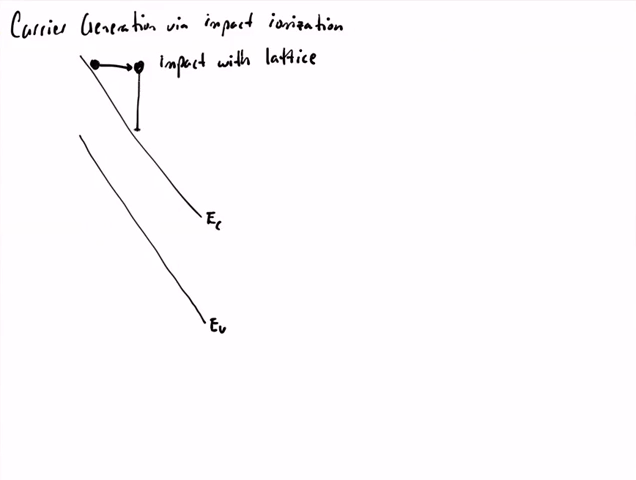 Carrier Generation via impact ionization
impact with lattice
Ec
Ev